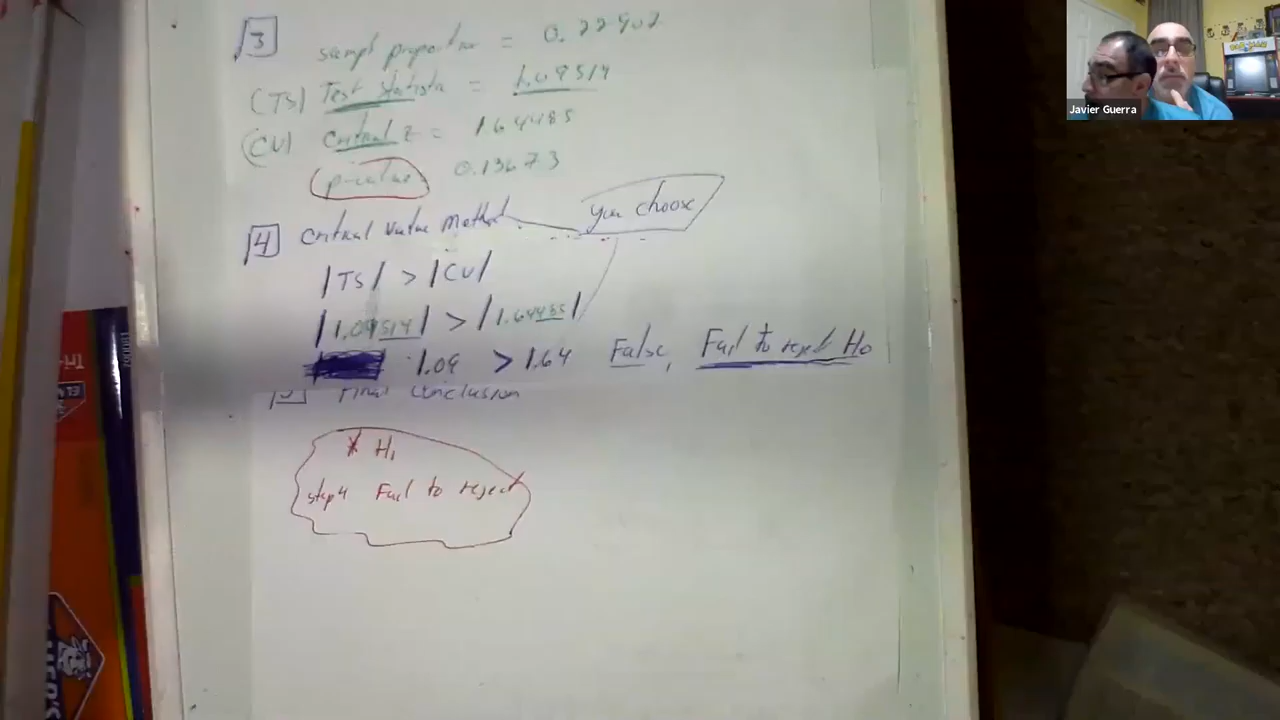 3
sampl proportion = 0.22902
(TS) Test Statistic = 1.09514
(CV) Critical Z = 1.64485
p-value 0.13673
4 Critical Value Method you choose
|TS| > |CV|
|1.09514| > |1.64485|
1.09 > 1.64 False, Fail to reject Ho
Final Conclusion
* H1
step 4 Fail to reject
Javier Guerra